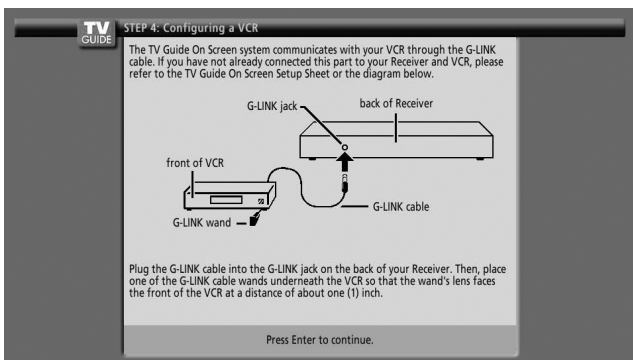 TV
GUIDE
STEP 4: Configuring a VCR
The TV Guide On Screen system communicates with your VCR through the G-LINK
cable. If you have not already connected this part to your Receiver and VCR, please
refer to the TV Guide On Screen Setup Sheet or the diagram below.
G-LINK jack
back of Receiver
front of VCR
G-LINK cable
G-LINK wand
Plug the G-LINK cable into the G-LINK jack on the back of your Receiver. Then, place
one of the G-LINK cable wands underneath the VCR so that the wand's lens faces
the front of the VCR at a distance of about one (1) inch.
Press Enter to continue.